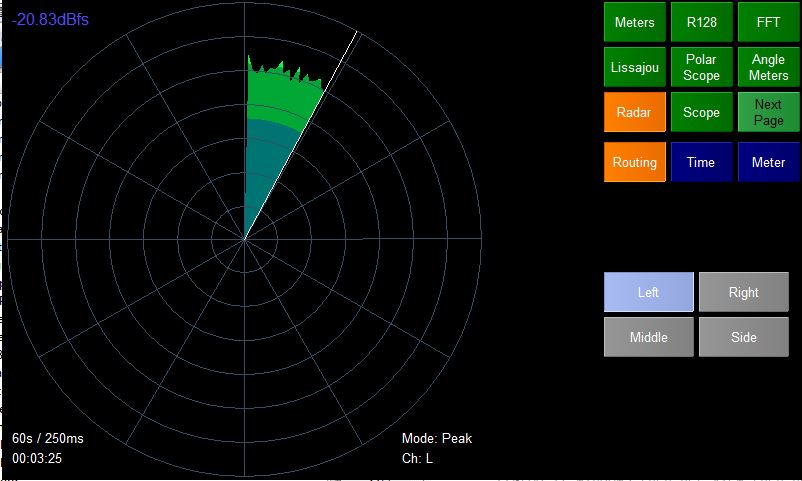 -20.83dBfs
Meters R128 FFT
Lissajou Polar Scope Angle Meters
Radar Scope Next Page
Routing Time Meter
Left Right
Middle Side
60s / 250ms Mode: Peak
00:03:25 Ch: L